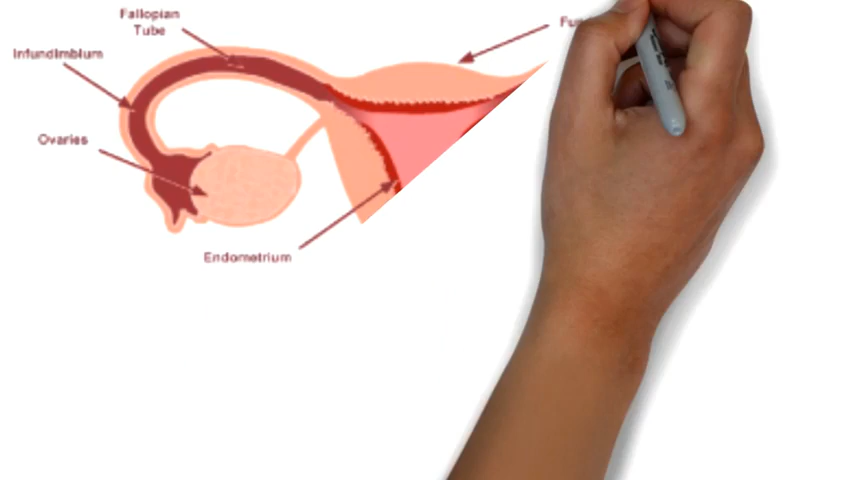 Fallopian
Tube
Infundimbium
Ovaries
Endometrium